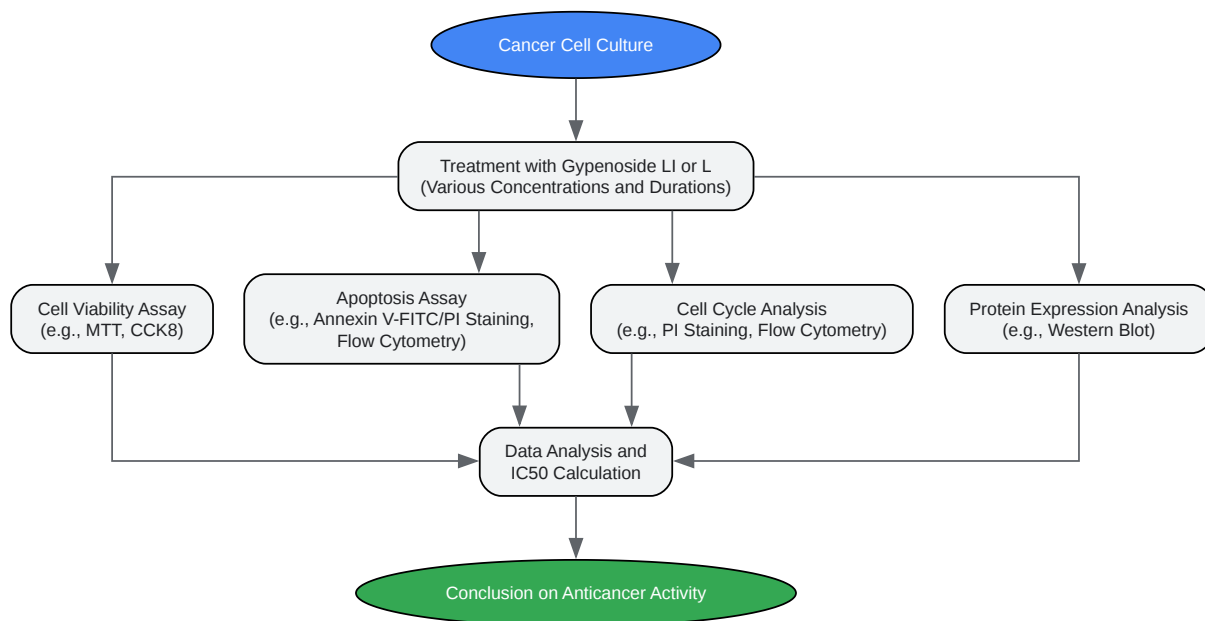 Cancer Cell Culture
Treatment with Gypenoside LI or L
(Various Concentrations and Durations)
Cell Viability Assay
(e.g., MTT, CCK8)
Apoptosis Assay
(e.g., Annexin V-FITC/PI Staining,
Flow Cytometry)
Cell Cycle Analysis
(e.g., PI Staining, Flow Cytometry)
Protein Expression Analysis
(e.g., Western Blot)
Data Analysis and
IC50 Calculation
Conclusion on Anticancer Activity